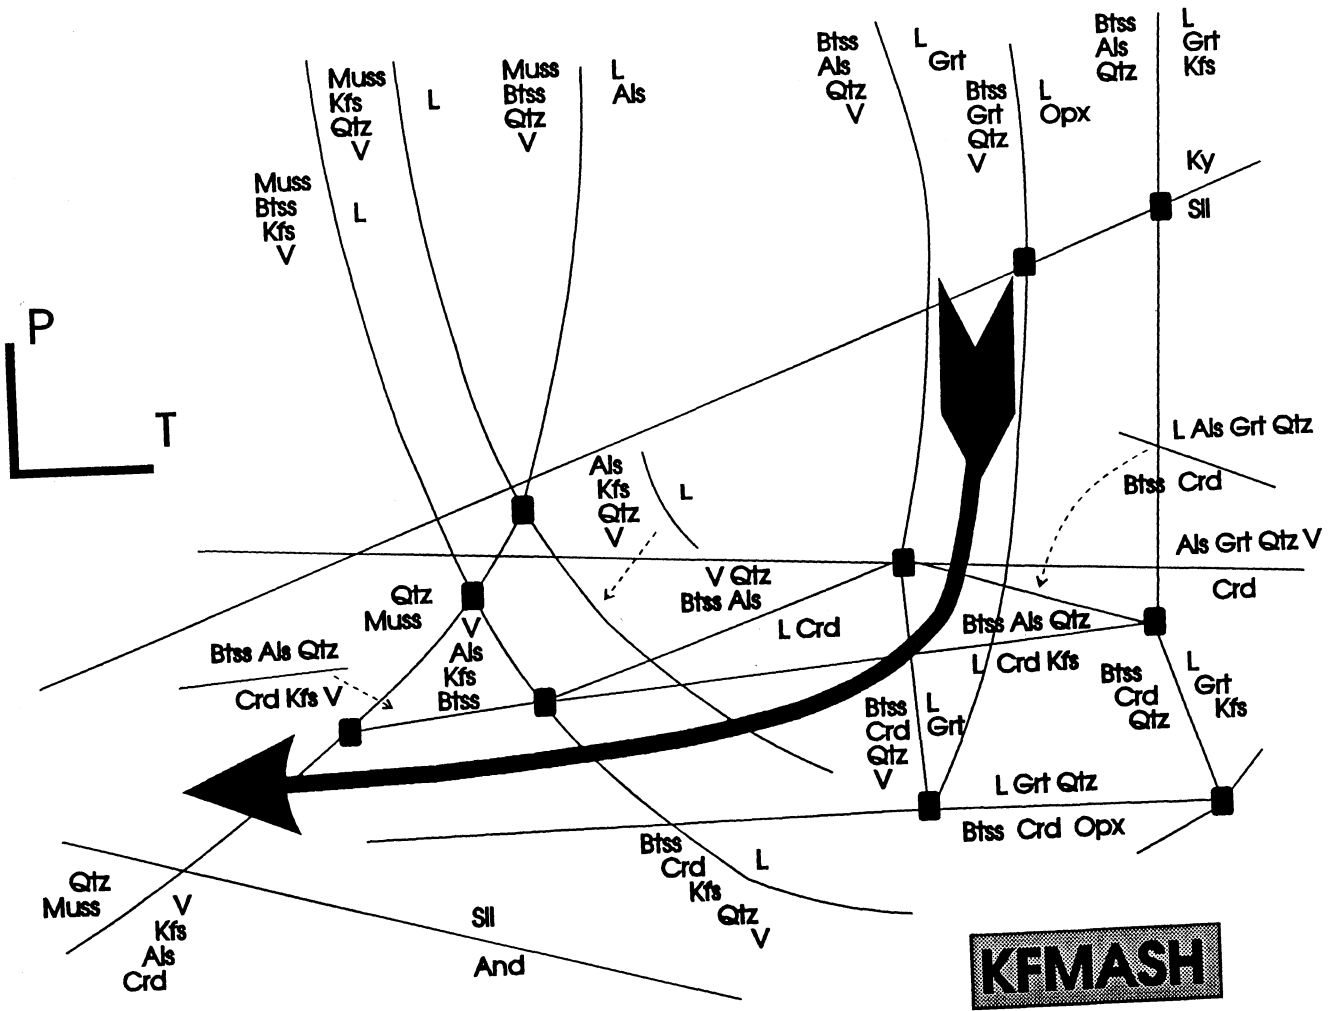 P
T
Muss
Kfs
Qtz
V
L
Muss
Btss
Kfs
V
L
Muss
Btss
Qtz
V
L
Als
Btss
Als
Qtz
V
L
Grt
Btss
Grt
Qtz
V
L
Opx
Btss
Als
Qtz
L
Grt
Kfs
Ky
Sll
Als
Kfs
Qtz
V
L
L Als Grt Qtz
Btss Crd
Als Grt Qtz V
Crd
V Qtz
Btss Als
L Crd
Btss Als Qtz
L Crd Kfs
Qtz
Muss
V
Als
Kfs
Btss
Btss Als Qtz
Crd Kfs V
Btss
Crd
Qtz
V
L
Grt
Btss
Crd
Qtz
L
Grt
Kfs
L Grt Qtz
Btss Crd Opx
Btss
Crd
Kfs
Qtz
V
L
Qtz
Muss
V
Kfs
Als
Crd
Sll
And
KFMASH